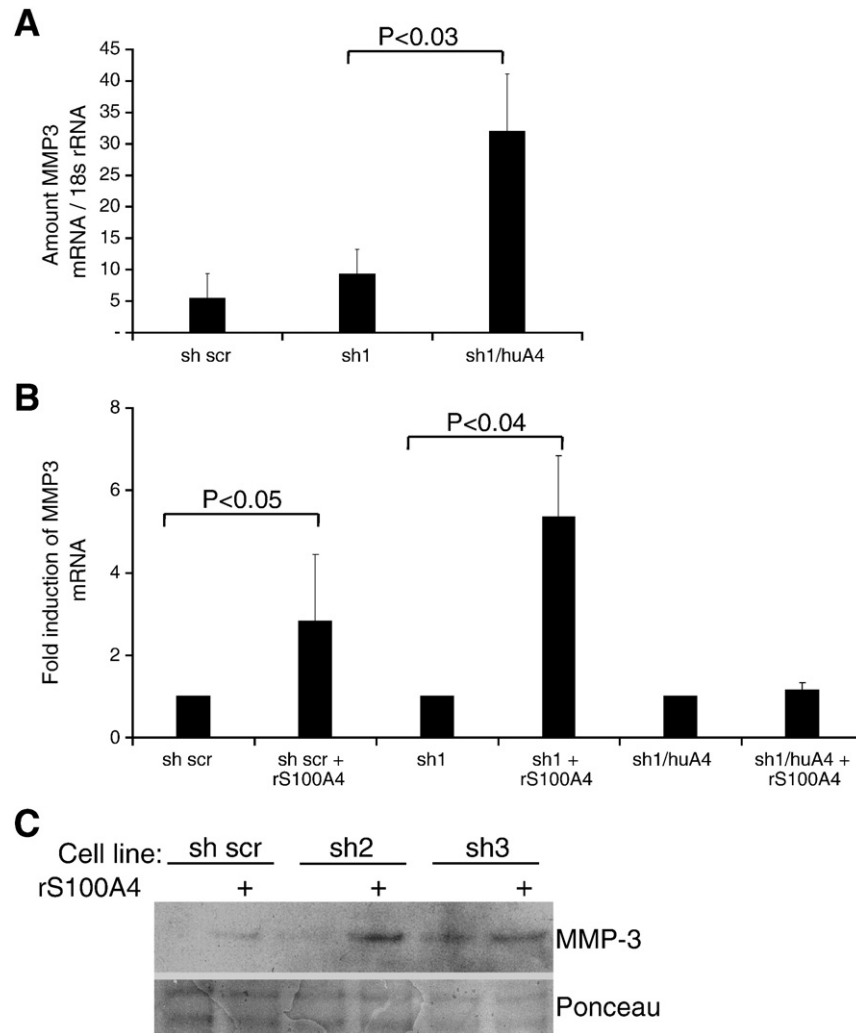 A
P<0.03
Amount MMP3
mRNA / 18s rRNA
45
40
35
30
25
20
15
10
5
-
sh scr
sh1
sh1/huA4
B
P<0.04
P<0.05
Fold induction of MMP3
mRNA
8
6
4
2
0
sh scr
sh scr +
rS100A4
sh1
sh1 +
rS100A4
sh1/huA4
sh1/huA4 +
rS100A4
C
Cell line: sh scr sh2 sh3
rS100A4 + + +
MMP-3
Ponceau